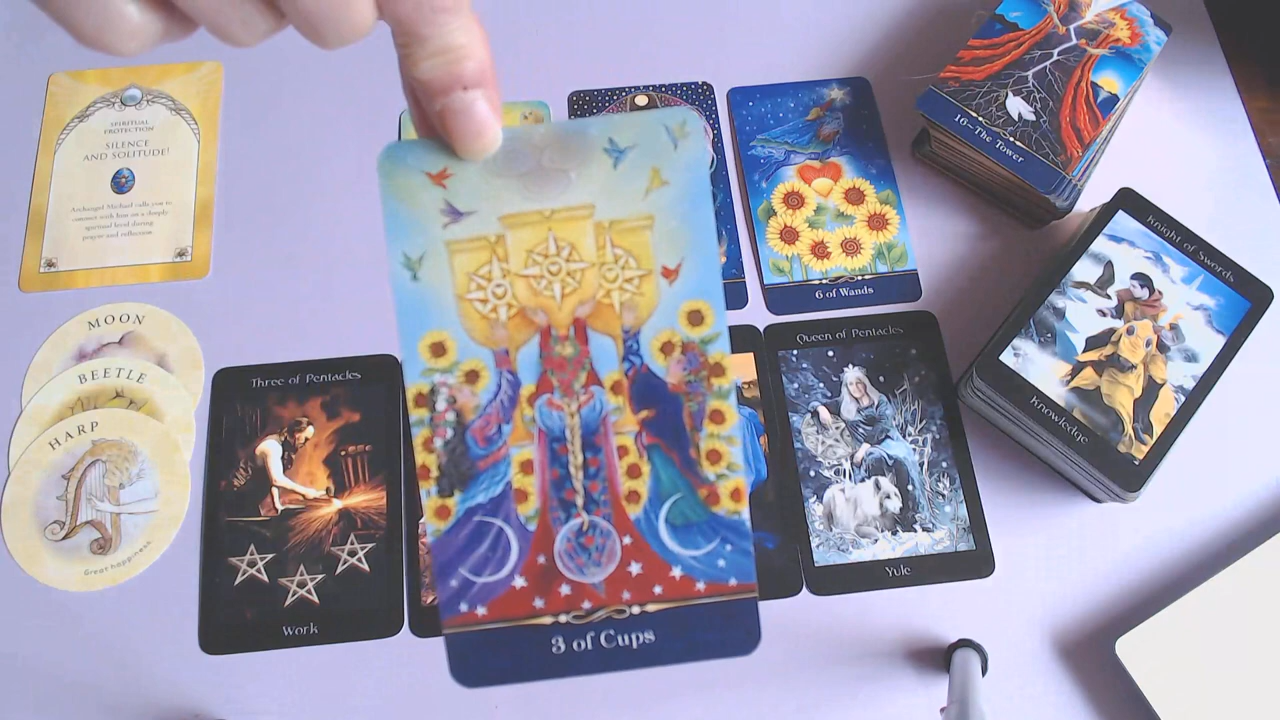 SPIRITUAL
PROTECTION
SILENCE
AND SOLITUDE!
Archangel Michael calls you to
commune with him on a deeply
spiritual level during
prayer and reflection.
MOON
BEETLE
HARP
Great happiness
Three of Pentacles
Work
3 of Cups
6 of Wands
Queen of Pentacles
Yule
16-The Tower
Knight of Swords
Knowledge